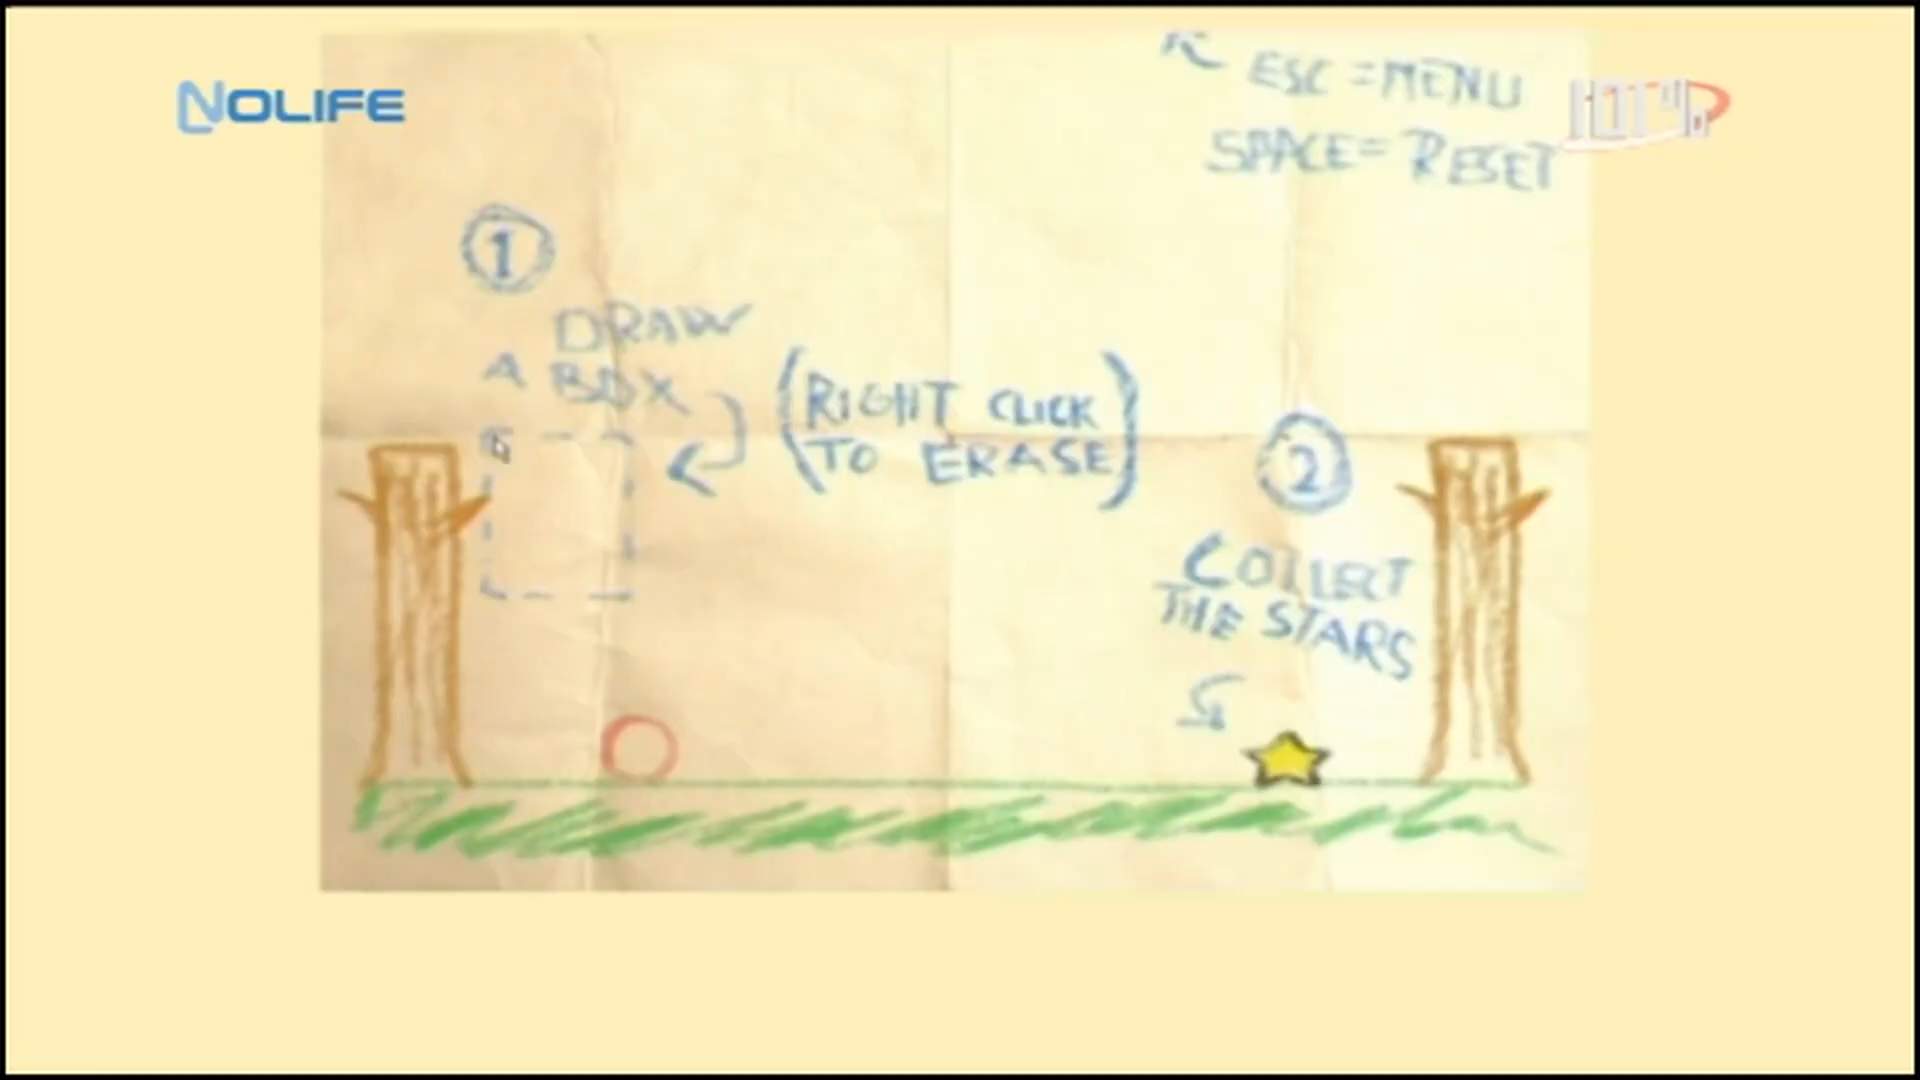 NOLIFE
ESC = MENU
SPACE = RESET
1
DRAW
A BOX
(RIGHT CLICK
TO ERASE)
2
COLLECT
THE STARS